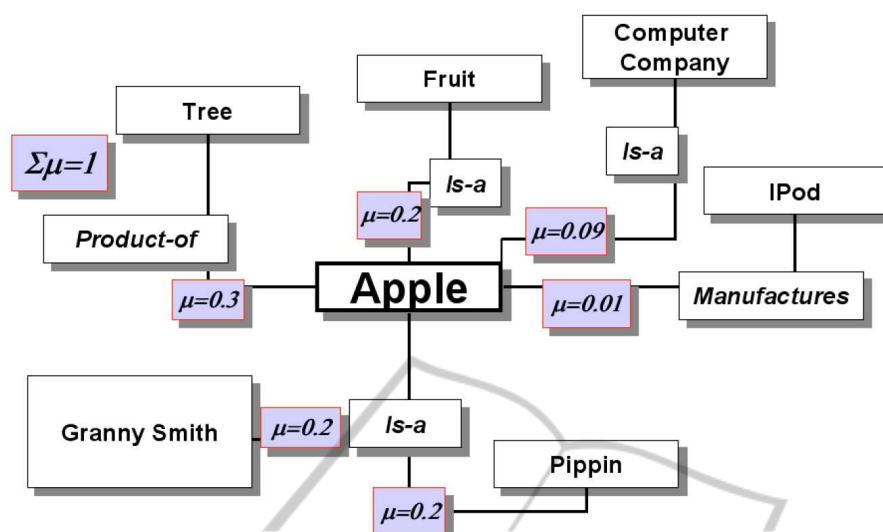 Computer
Company
Fruit
Tree
Σμ=1
Is-a
Is-a
IPod
μ=0.2
Product-of
μ=0.09
Apple
μ=0.3
μ=0.01
Manufactures
Granny Smith
μ=0.2
Is-a
Pippin
μ=0.2